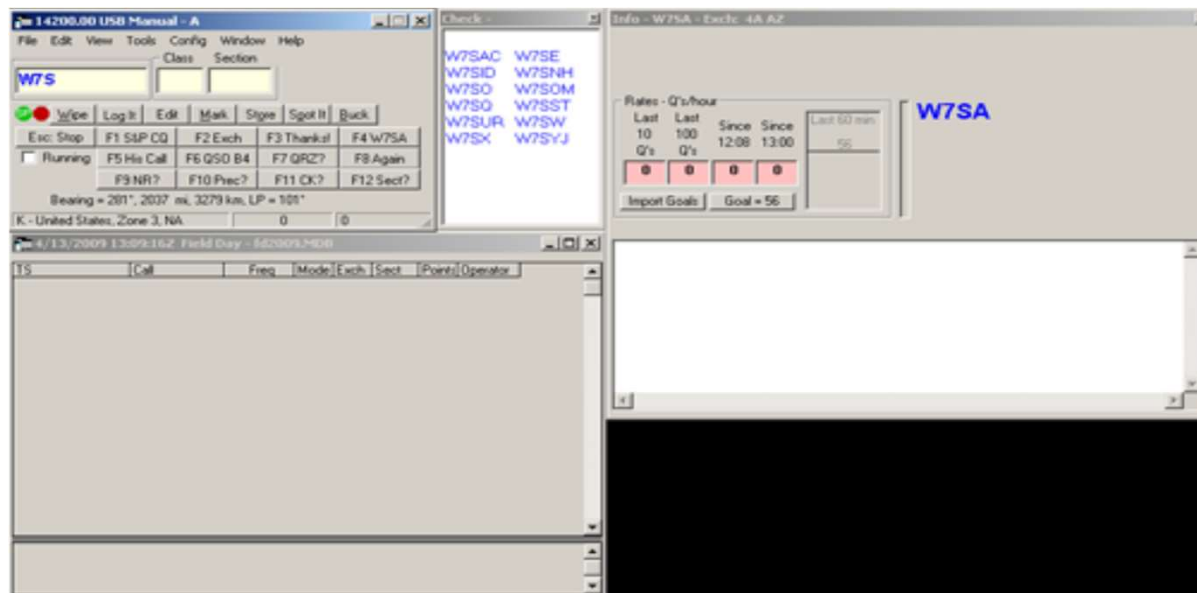 14200.00 USB Manual - A
File Edit View Tools Config Window Help
Class Section
W7S
Wipe Log It Edit Mark Store Spot It Buck
Esc: Stop F1 S&P CQ F2 Exch F3 Thanks! F4 W7SA
Running F5 His Call F6 QSO B4 F7 QRZ? F8 Again
F9 NR? F10 Prec? F11 CK? F12 Sect?
Bearing = 281°, 2037 mi, 3279 km, LP = 101°
K - United States, Zone 3, NA 0 0
Check -
W7SAC W7SE
W7SID W7SNH
W7SO W7SOM
W7SQ W7SST
W7SUR W7SW
W7SX W7SYJ
Info - W7SA - Exch: 4A AZ
Rates - Q's/hour
Last 10 Q's
Last 100 Q's
Since 12:08
Since 13:00
Last 60 min
56
0 0 0 0
Import Goals Goal = 56
W7SA
4/13/2009 13:09:16Z Field Day - fd2009.MDB
TS Call Freq Mode Exch Sect Points Operator